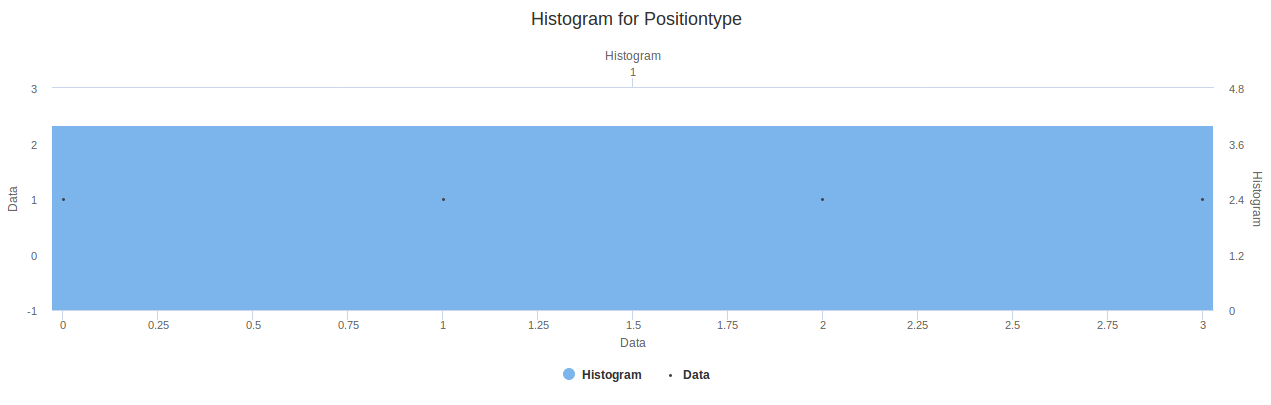 Histogram for Positiontype
Histogram
1
3 4.8
2 3.6
1 2.4
0 1.2
-1 0
Data
Histogram
0 0.25 0.5 0.75 1 1.25 1.5 1.75 2 2.25 2.5 2.75 3
Data
Histogram Data